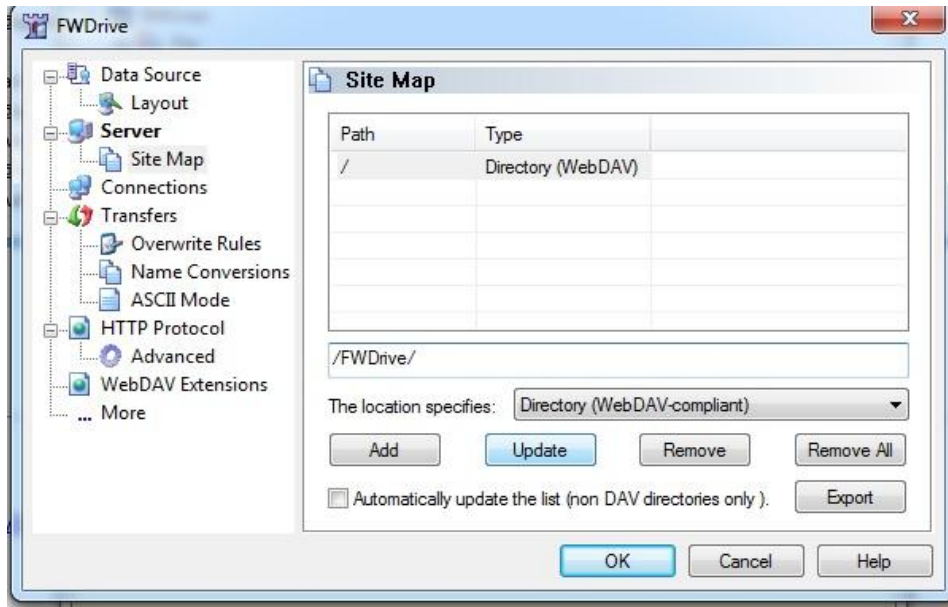 FWDrive
Data Source
Layout
Server
Site Map
Connections
Transfers
Overwrite Rules
Name Conversions
ASCII Mode
HTTP Protocol
Advanced
WebDAV Extensions
... More
Site Map
Path Type
/ Directory (WebDAV)
/FWDrive/
The location specifies: Directory (WebDAV-compliant)
Add Update Remove Remove All
Automatically update the list (non DAV directories only ). Export
OK Cancel Help